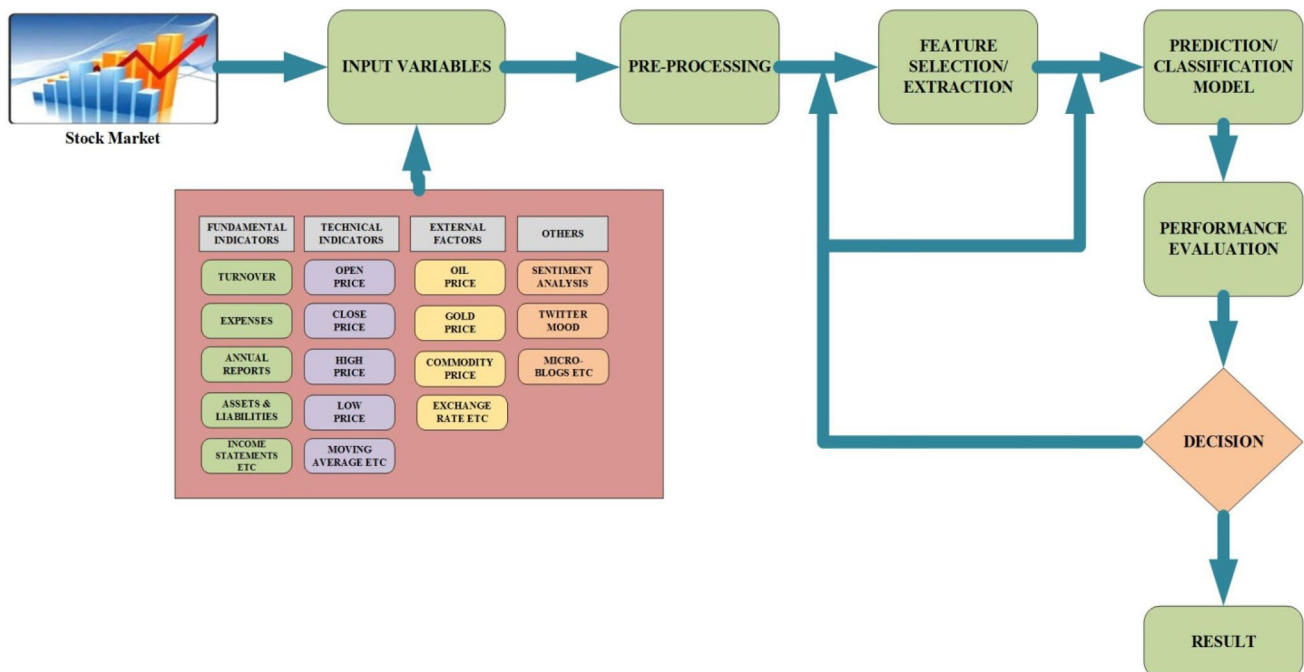 Stock Market
INPUT VARIABLES
PRE-PROCESSING
FEATURE
SELECTION/
EXTRACTION
PREDICTION/
CLASSIFICATION
MODEL
PERFORMANCE
EVALUATION
DECISION
RESULT
FUNDAMENTAL
INDICATORS
TURNOVER
EXPENSES
ANNUAL
REPORTS
ASSETS &
LIABILITIES
INCOME
STATEMENTS
ETC
TECHNICAL
INDICATORS
OPEN
PRICE
CLOSE
PRICE
HIGH
PRICE
LOW
PRICE
MOVING
AVERAGE ETC
EXTERNAL
FACTORS
OIL
PRICE
GOLD
PRICE
COMMODITY
PRICE
EXCHANGE
RATE ETC
OTHERS
SENTIMENT
ANALYSIS
TWITTER
MOOD
MICRO-
BLOGS ETC